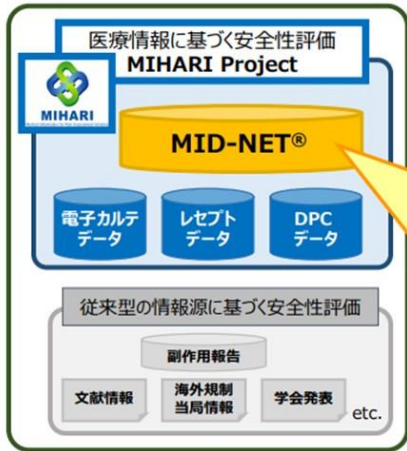 医療情報に基づく安全性評価
MIHARI Project
MIHARI
MID-NET®
電子カルテ
データ
レセプト
データ
DPC
データ
従来型の情報源に基づく安全性評価
副作用報告
文献情報
海外規制
当局情報
学会発表
etc.